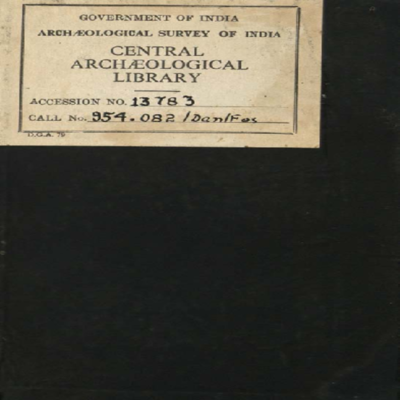 GOVERNMENT OF INDIA
ARCHÆOLOGICAL SURVEY OF INDIA
CENTRAL
ARCHÆOLOGICAL
LIBRARY
ACCESSION NO. 13783
CALL No. 954.082/Dan/Fos
D.G.A. 79